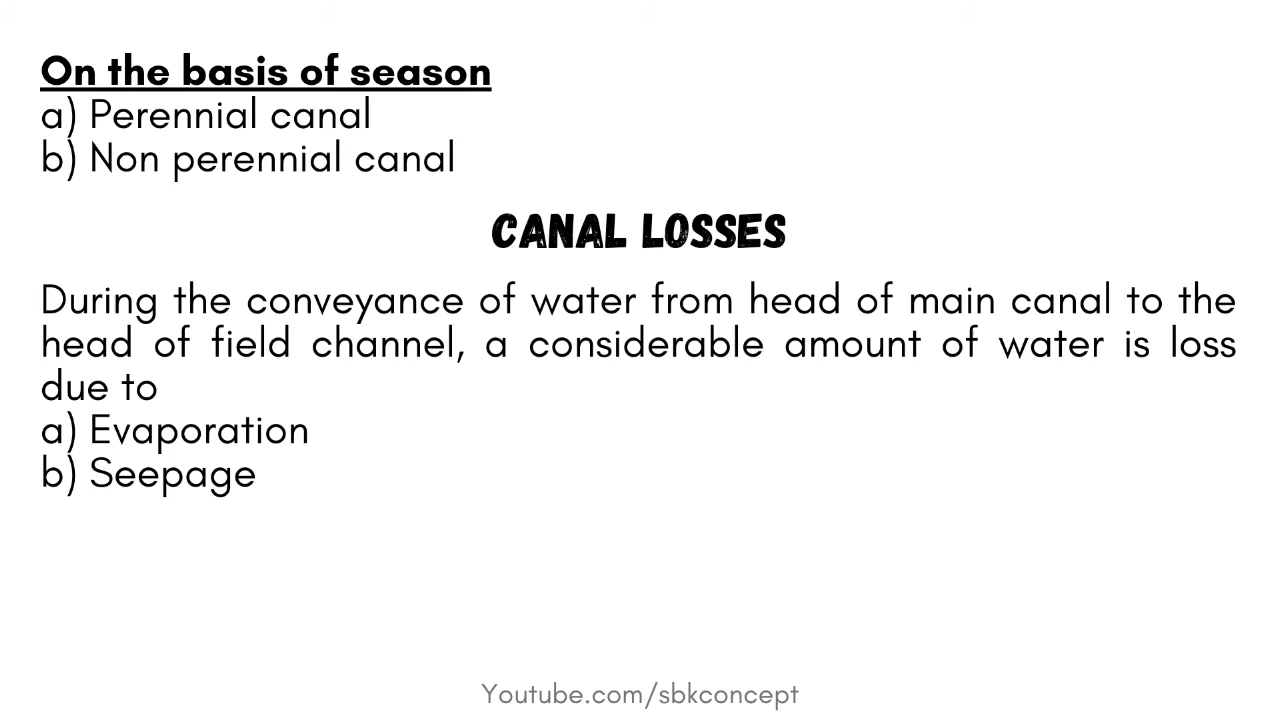 On the basis of season
a) Perennial canal
b) Non perennial canal
CANAL LOSSES
During the conveyance of water from head of main canal to the
head of field channel, a considerable amount of water is loss
due to
a) Evaporation
b) Seepage
Youtube.com/sbkconcept